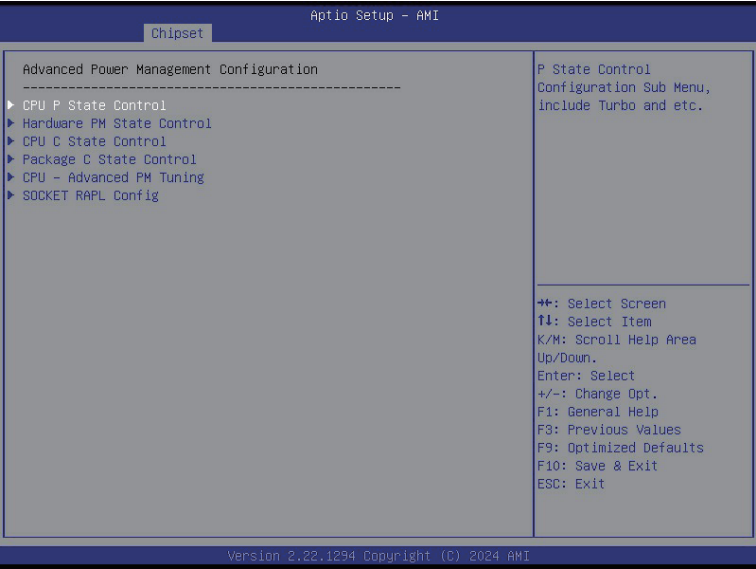 Aptio Setup – AMI
Chipset
Advanced Power Management Configuration
------------------------------------------------
▶ CPU P State Control
▶ Hardware PM State Control
▶ CPU C State Control
▶ Package C State Control
▶ CPU – Advanced PM Tuning
▶ SOCKET RAPL Config
P State Control
Configuration Sub Menu,
include Turbo and etc.
→←: Select Screen
↑↓: Select Item
K/M: Scroll Help Area
Up/Down.
Enter: Select
+/-: Change Opt.
F1: General Help
F3: Previous Values
F9: Optimized Defaults
F10: Save & Exit
ESC: Exit
Version 2.22.1294 Copyright (C) 2024 AMI